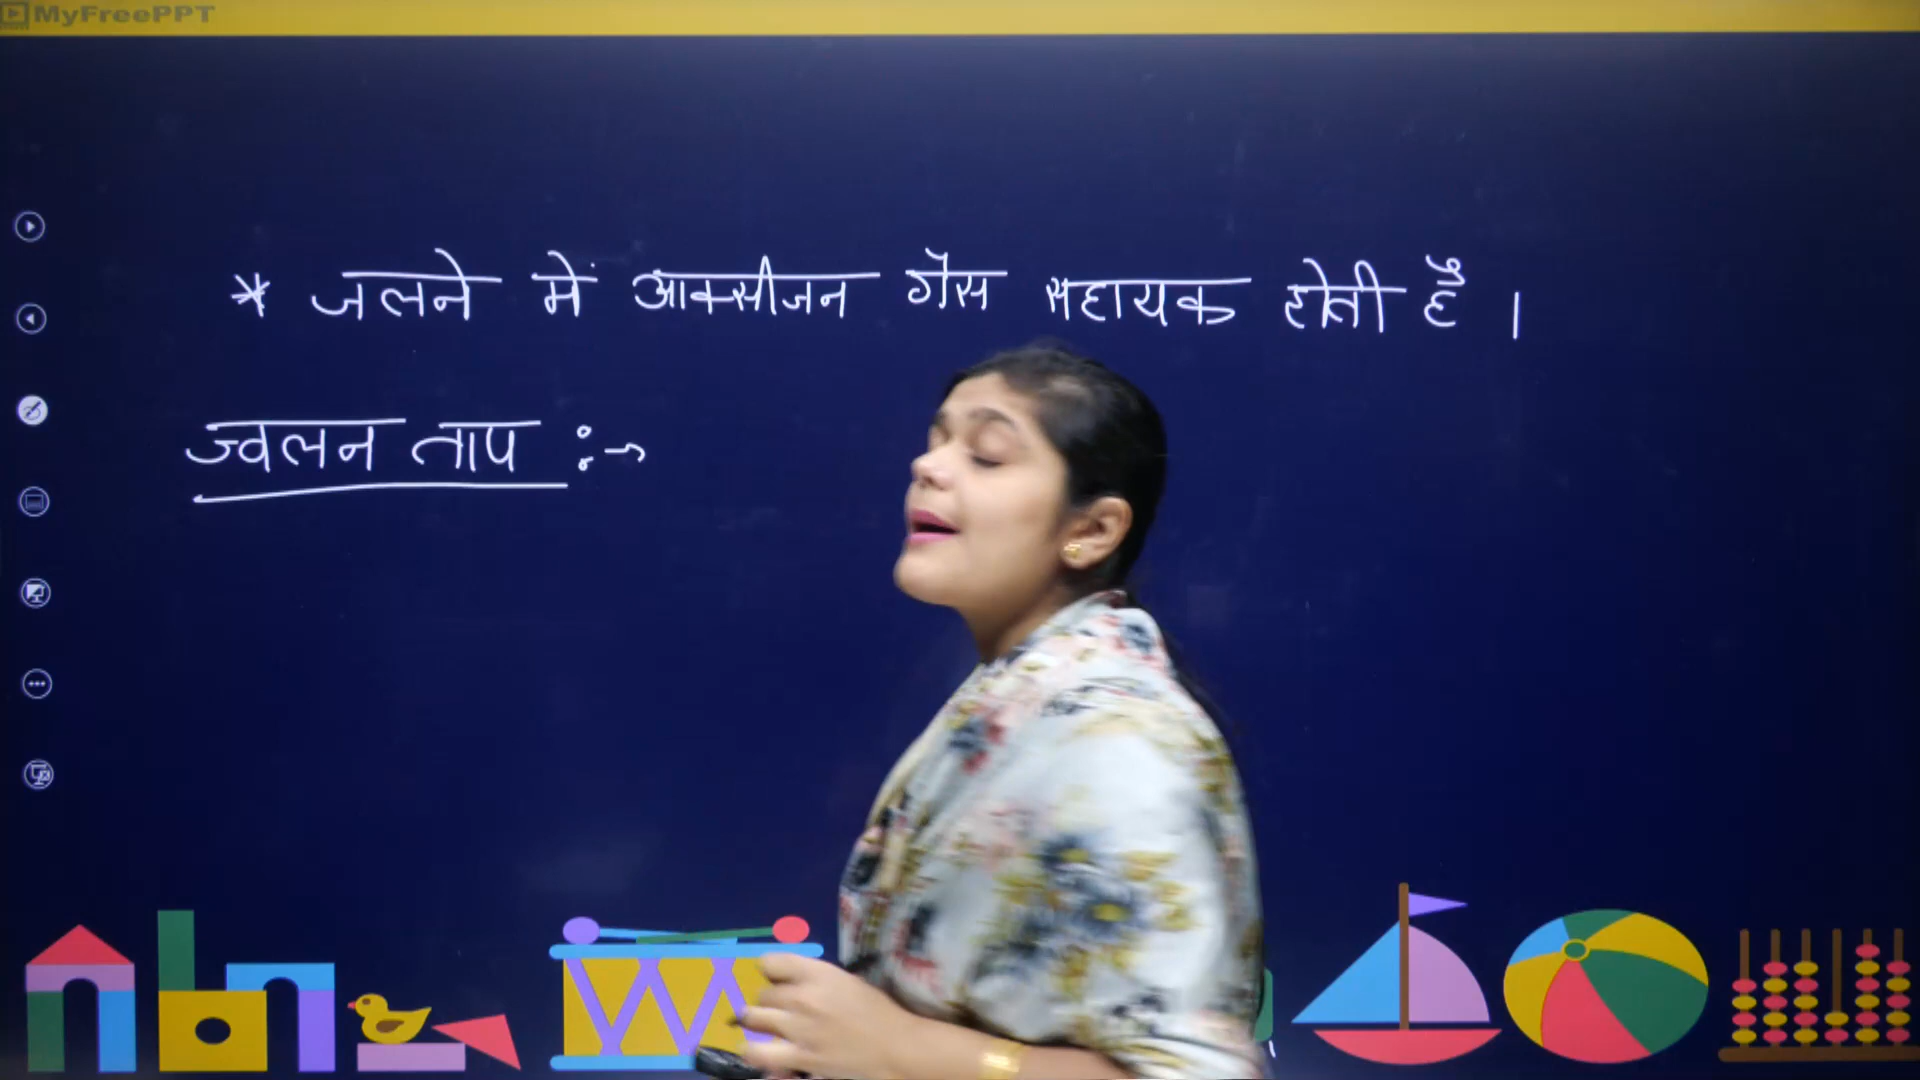 MyFreePPT
* जलने में आक्सीजन गैस सहायक होती है ।
ज्वलन ताप :→